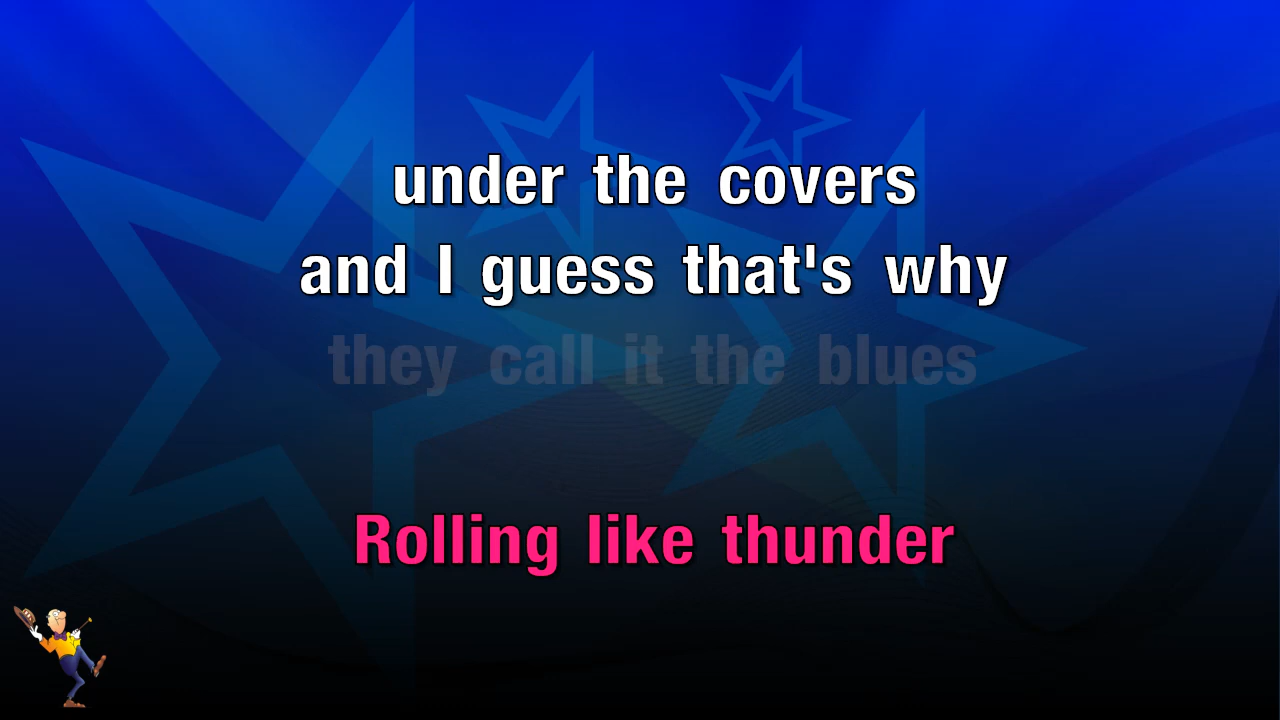 under the covers
and I guess that's why
they call it the blues
Rolling like thunder